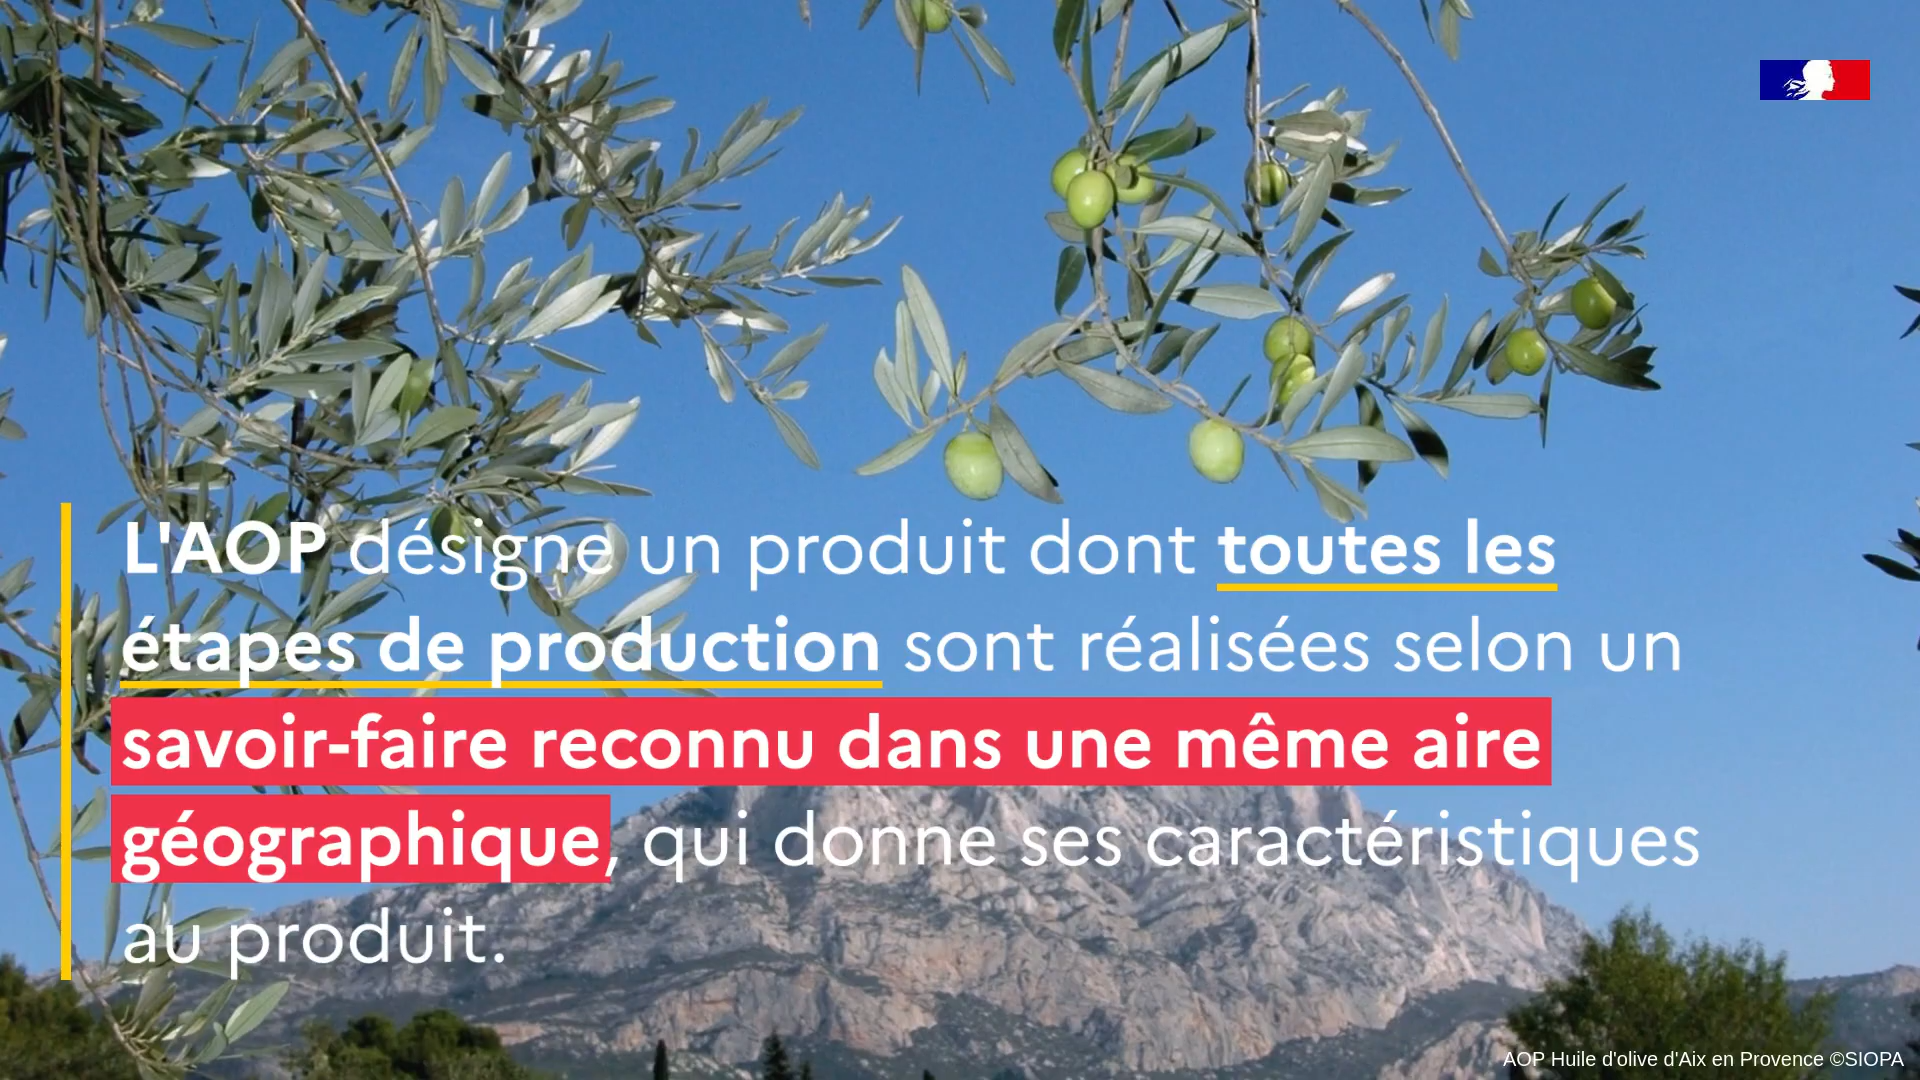 L'AOP désigne un produit dont toutes les
étapes de production sont réalisées selon un
savoir-faire reconnu dans une même aire
géographique, qui donne ses caractéristiques
au produit.
AOP Huile d'olive d'Aix en Provence ©SIOPA